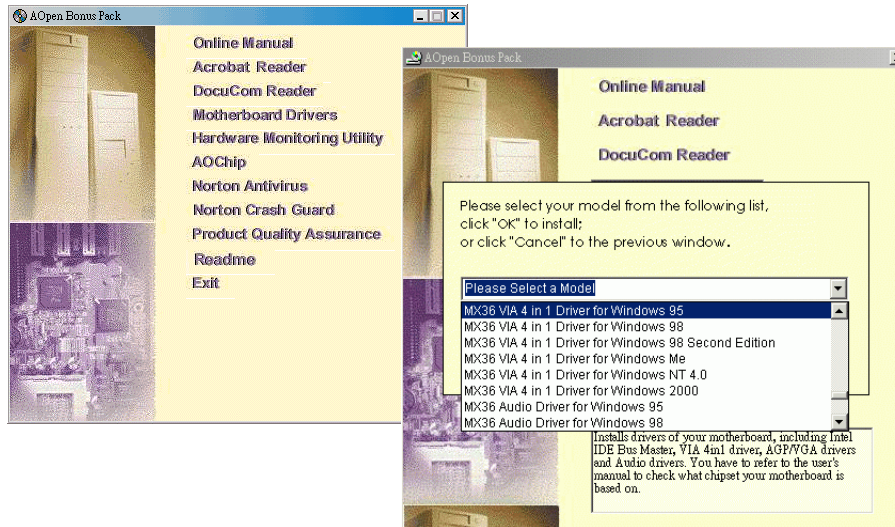 AOpen Bonus Pack
Online Manual
Acrobat Reader
DocuCom Reader
Motherboard Drivers
Hardware Monitoring Utility
AOChip
Norton Antivirus
Norton Crash Guard
Product Quality Assurance
Readme
Exit
AOpen Bonus Pack
Online Manual
Acrobat Reader
DocuCom Reader
Please select your model from the following list,
click "OK" to install;
or click "Cancel" to the previous window.
Please Select a Model
MX36 VIA 4 in 1 Driver for Windows 95
MX36 VIA 4 in 1 Driver for Windows 98
MX36 VIA 4 in 1 Driver for Windows 98 Second Edition
MX36 VIA 4 in 1 Driver for Windows Me
MX36 VIA 4 in 1 Driver for Windows NT 4.0
MX36 VIA 4 in 1 Driver for Windows 2000
MX36 Audio Driver for Windows 95
MX36 Audio Driver for Windows 98
Installs drivers of your motherboard, including Intel
IDE Bus Master, VIA 4in1 driver, AGP/VGA drivers
and Audio drivers. You have to refer to the user's
manual to check what chipset your motherboard is
based on.